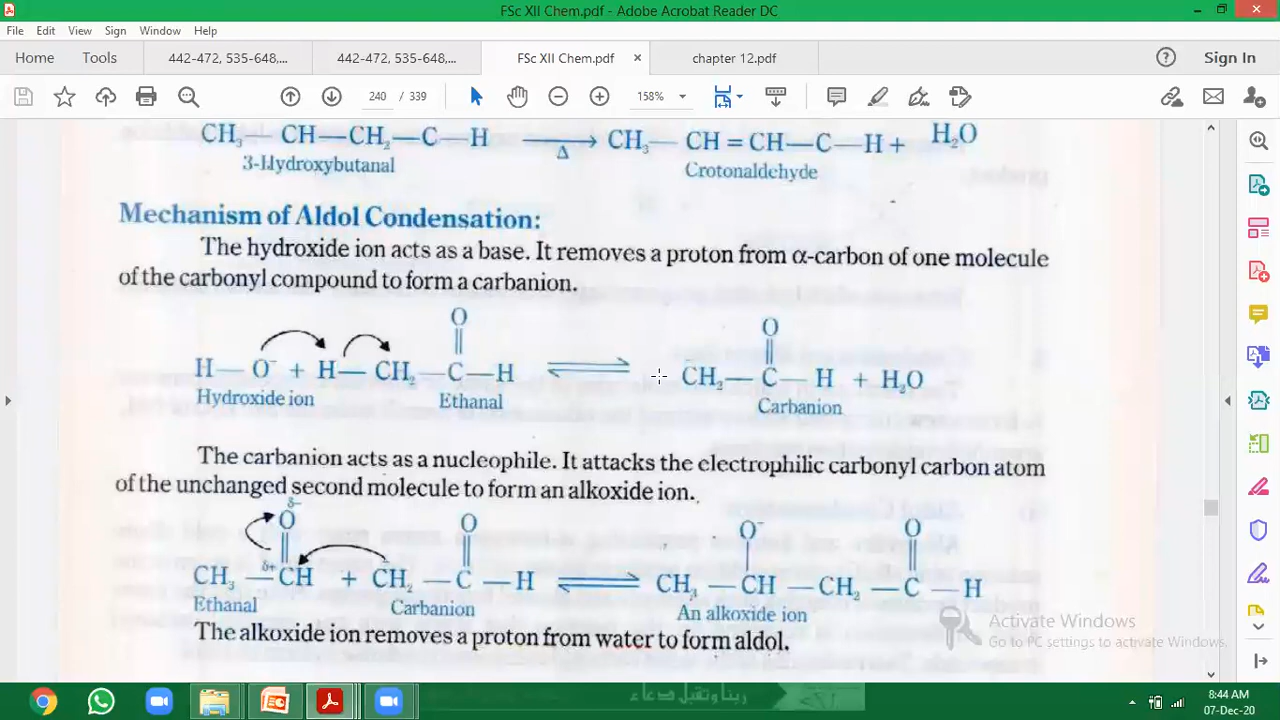 FSc XII Chem.pdf - Adobe Acrobat Reader DC
File Edit View Sign Window Help
Home Tools 442-472, 535-648,... 442-472, 535-648,... FSc XII Chem.pdf × chapter 12.pdf Sign In
240 / 339 158%
CH₃— CH—CH₂—C—H Δ CH₃— CH = CH—C—H + H₂O
3-Hydroxybutanal Crotonaldehyde
Mechanism of Aldol Condensation:
The hydroxide ion acts as a base. It removes a proton from α-carbon of one molecule
of the carbonyl compound to form a carbanion.
O O
H— O⁻ + H— CH₂ —C—H ⇌ C̄H₂— C — H + H₂O
Hydroxide ion Ethanal Carbanion
The carbanion acts as a nucleophile. It attacks the electrophilic carbonyl carbon atom
of the unchanged second molecule to form an alkoxide ion.
δ-
O O O⁻ O
CH₃ —δ+CH + C̄H₂ —C —H ⇌ CH₃ —CH —CH₂ —C —H
Ethanal Carbanion An alkoxide ion
The alkoxide ion removes a proton from water to form aldol.
Activate Windows
Go to PC settings to activate Windows.
ربنا وتقبل دعاء
8:44 AM
07-Dec-20